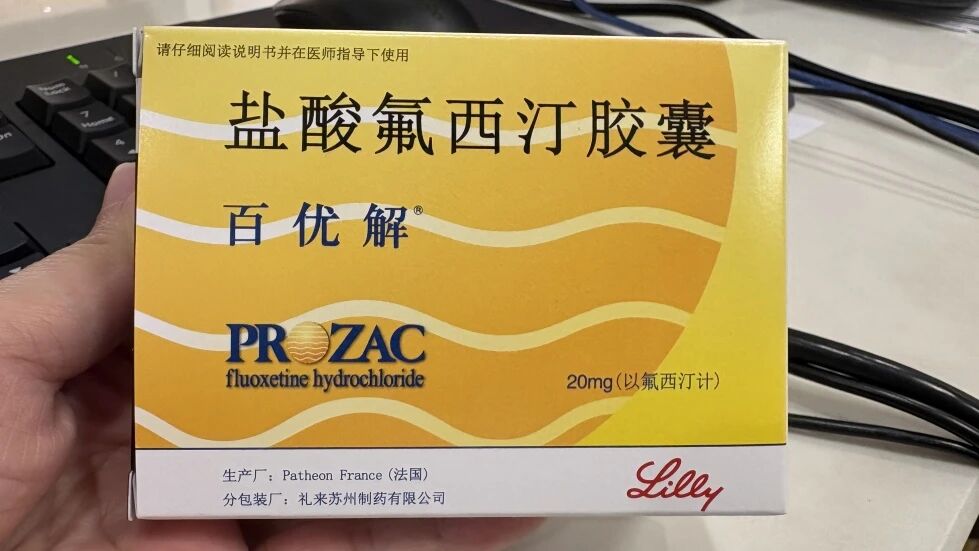 请仔细阅读说明书并在医师指导下使用
盐酸氟西汀胶囊
百优解®
PROZAC
fluoxetine hydrochloride
20mg(以氟西汀计)
生产厂：Patheon France (法国)
分包装厂：礼来苏州制药有限公司
Lilly
7
Home
4